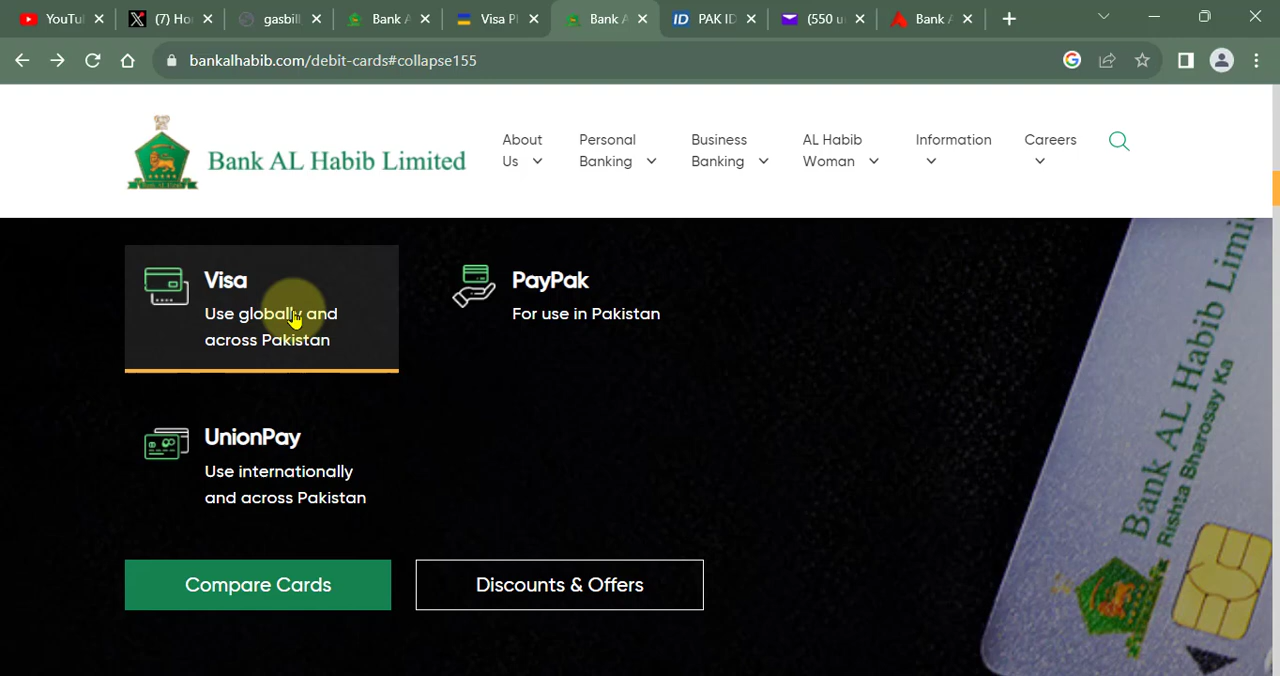 YouTu
(7) Ho
gasbill
Bank A
Visa Pl
Bank A
PAK ID
(550 u
Bank A
bankalhabib.com/debit-cards#collapse155
Bank AL Habib Limited
About Us
Personal Banking
Business Banking
AL Habib Woman
Information
Careers
Visa
Use globally and
across Pakistan
PayPak
For use in Pakistan
UnionPay
Use internationally
and across Pakistan
Compare Cards
Discounts & Offers
Bank AL Habib Limi
Rishta Bharosay Ka